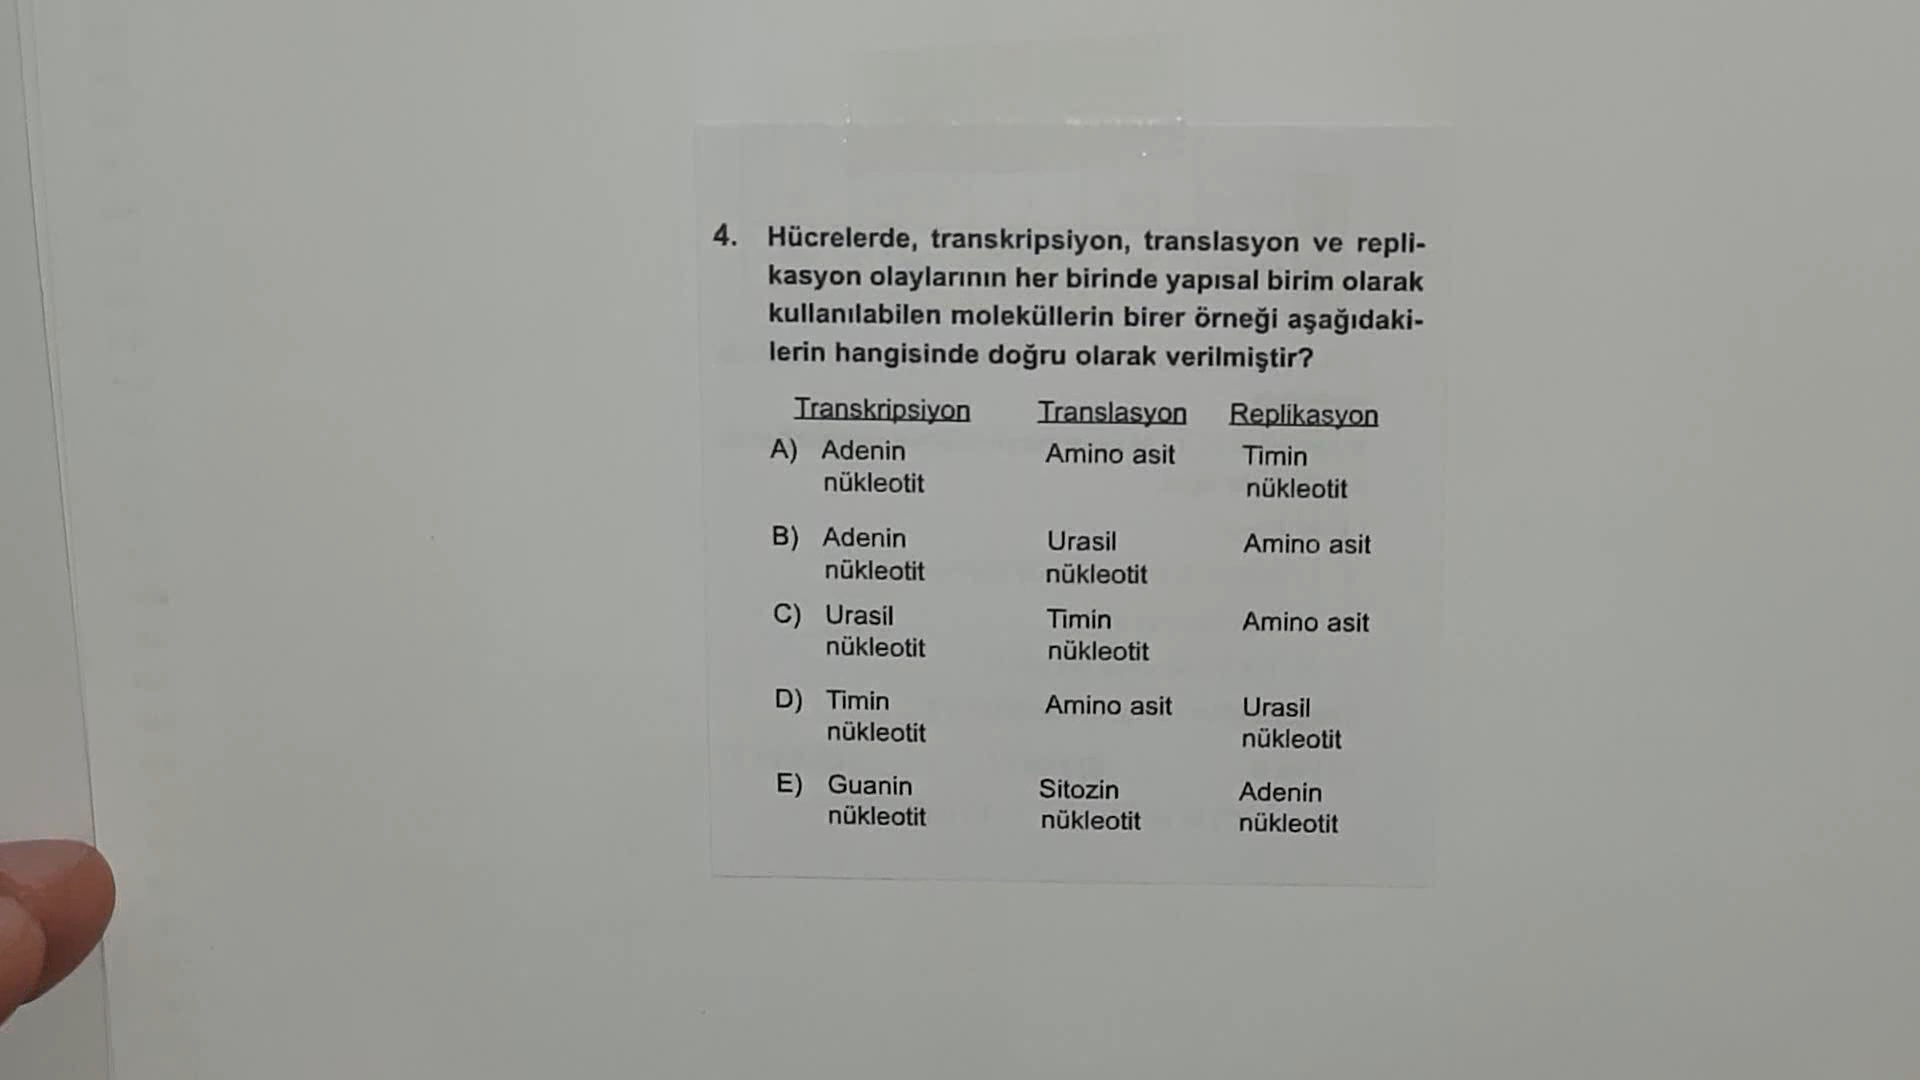 4. Hücrelerde, transkripsiyon, translasyon ve repli-
kasyon olaylarının her birinde yapısal birim olarak
kullanılabilen moleküllerin birer örneği aşağıdaki-
lerin hangisinde doğru olarak verilmiştir?
Transkripsiyon Translasyon Replikasyon
A) Adenin Amino asit Timin
nükleotit nükleotit
B) Adenin Urasil Amino asit
nükleotit nükleotit
C) Urasil Timin Amino asit
nükleotit nükleotit
D) Timin Amino asit Urasil
nükleotit nükleotit
E) Guanin Sitozin Adenin
nükleotit nükleotit nükleotit